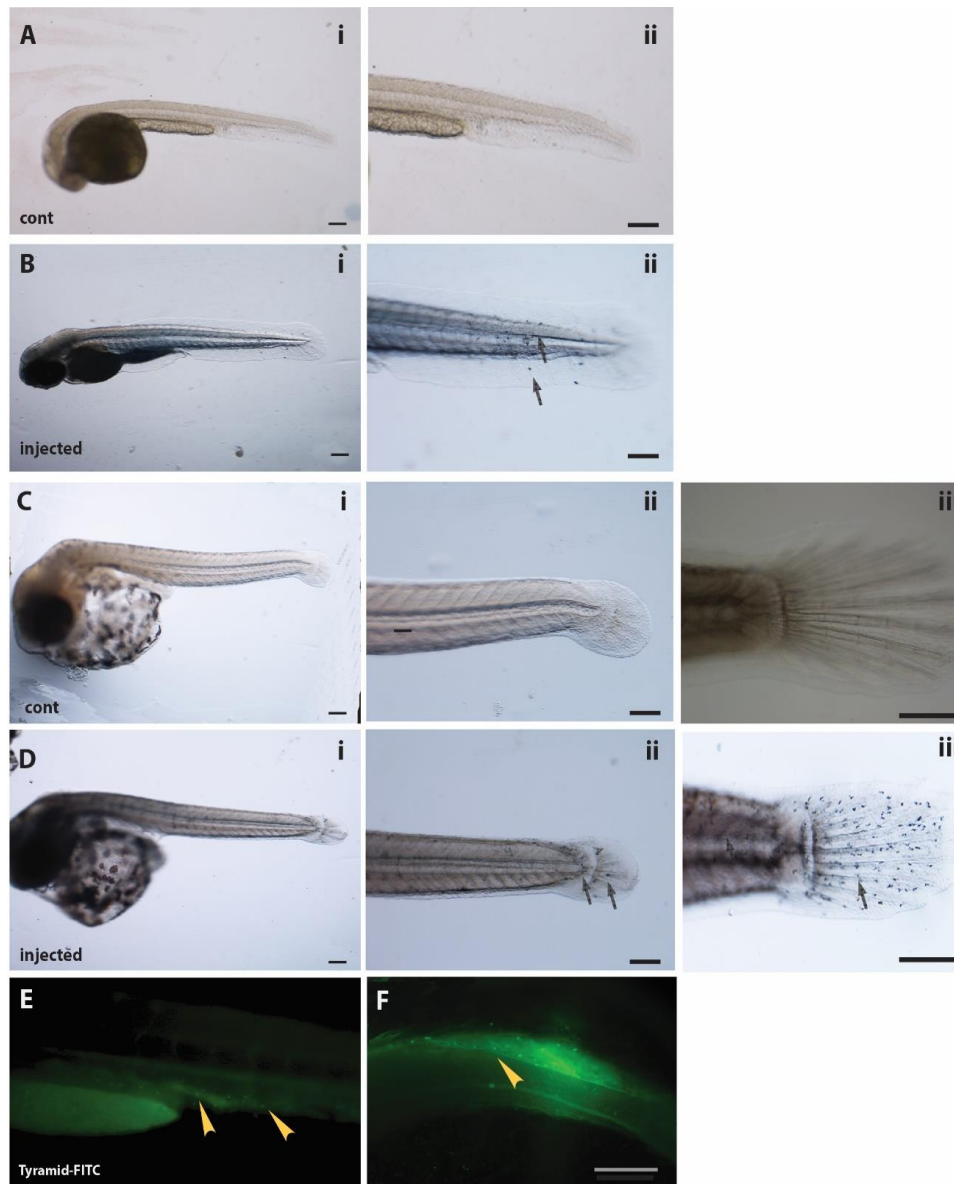 A i ii
cont
B i ii
injected
C i ii ii
cont
D i ii ii
injected
E F
Tyramid-FITC